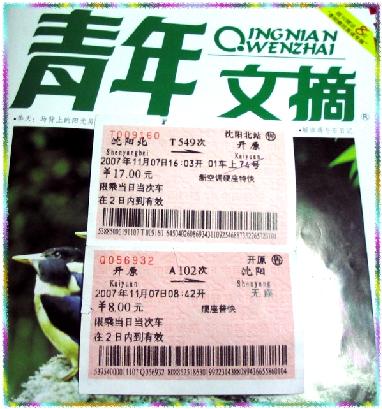 青年
文摘
QINGNIAN
WENZHAI
®
T009160
沈阳北站售
沈阳北
T549次
开原
Shenyangbei
Kaiyuan
2007年11月07日16:03开 01车上74号
¥17.00元
新空调硬座特快
限乘当日当次车
在2日内到有效
Q056932
开原售
开原
A102次
沈阳
Kaiyuan
Shenyang
2007年11月07日08:42开
无座
¥8.00元
硬座普快
限乘当日当次车
在2日内到有效